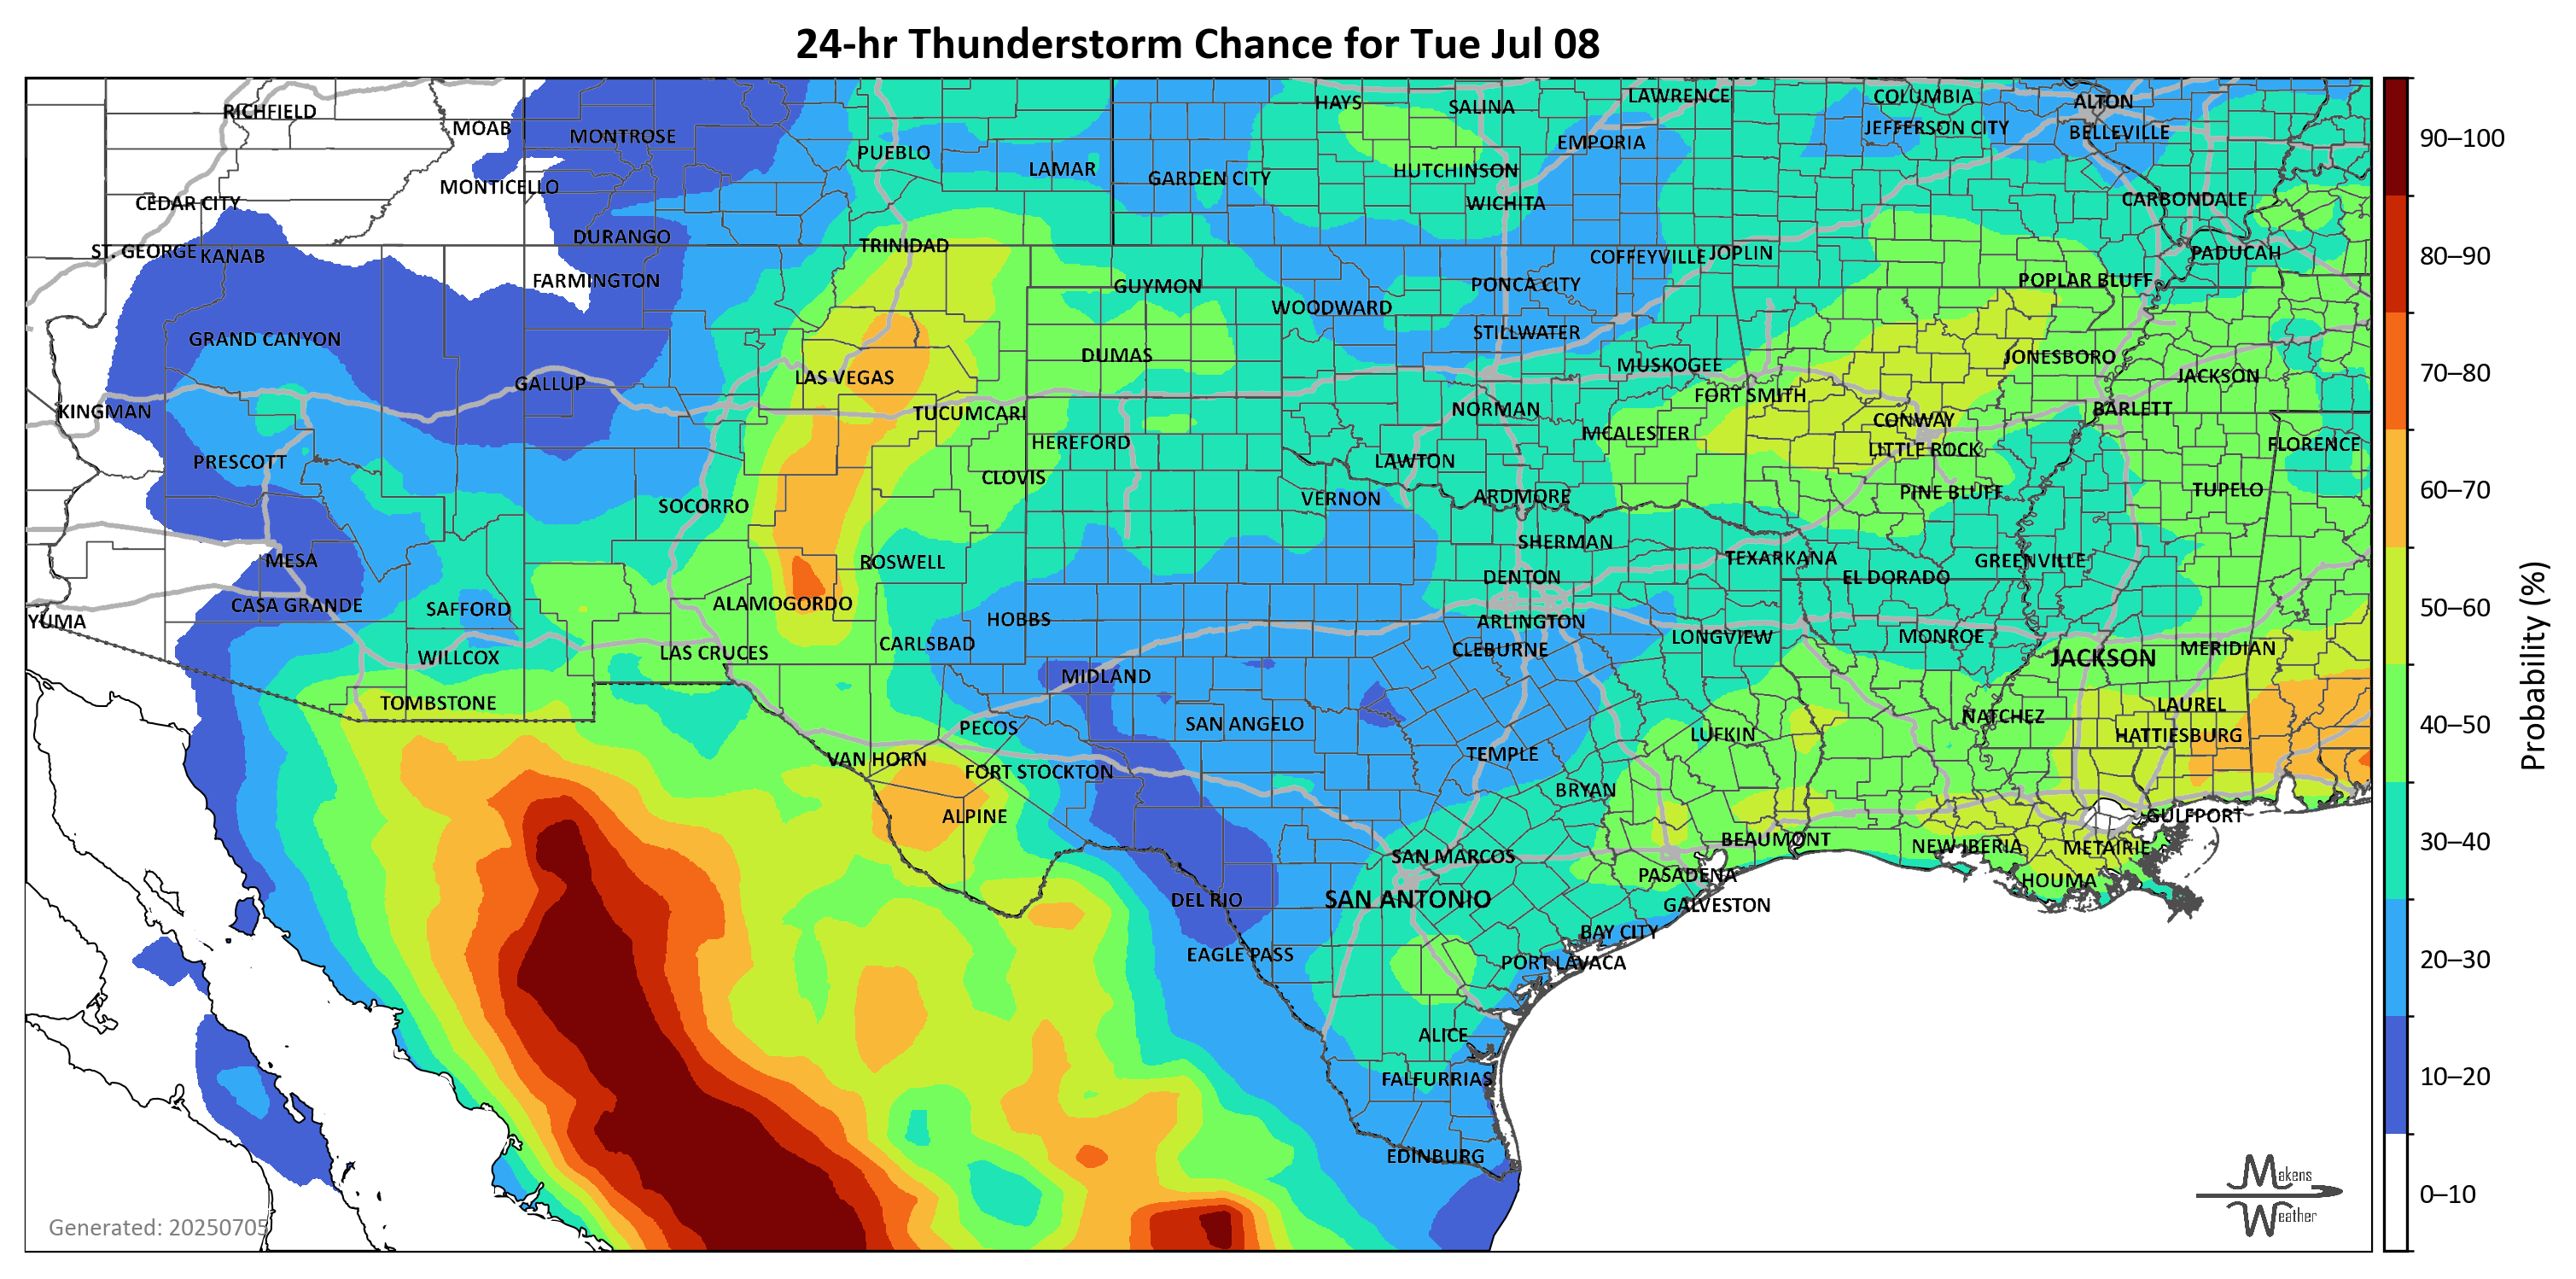 24-hr Thunderstorm Chance for Tue Jul 08
RICHFIELD
MOAB
MONTROSE
PUEBLO
LAMAR
HAYS
SALINA
LAWRENCE
COLUMBIA
ALTON
MONTICELLO
GARDEN CITY
HUTCHINSON
EMPORIA
JEFFERSON CITY
BELLEVILLE
CEDAR CITY
WICHITA
CARBONDALE
ST. GEORGE
KANAB
DURANGO
TRINIDAD
COFFEYVILLE
JOPLIN
PADUCAH
FARMINGTON
GUYMON
WOODWARD
PONCA CITY
POPLAR BLUFF
GRAND CANYON
DUMAS
STILLWATER
JONESBORO
GALLUP
LAS VEGAS
MUSKOGEE
JACKSON
KINGMAN
TUCUMCARI
NORMAN
FORT SMITH
CONWAY
BARLETT
PRESCOTT
HEREFORD
MCALESTER
LITTLE ROCK
FLORENCE
CLOVIS
LAWTON
SOCORRO
VERNON
ARDMORE
PINE BLUFF
TUPELO
MESA
ROSWELL
SHERMAN
TEXARKANA
GREENVILLE
CASA GRANDE
SAFFORD
ALAMOGORDO
DENTON
EL DORADO
YUMA
HOBBS
ARLINGTON
WILLCOX
LAS CRUCES
CARLSBAD
CLEBURNE
LONGVIEW
MONROE
JACKSON
MERIDIAN
TOMBSTONE
MIDLAND
PECOS
SAN ANGELO
NATCHEZ
LAUREL
VAN HORN
FORT STOCKTON
TEMPLE
LUFKIN
HATTIESBURG
ALPINE
BRYAN
GULFPORT
SAN MARCOS
BEAUMONT
NEW IBERIA
METAIRIE
DEL RIO
SAN ANTONIO
PASADENA
HOUMA
GALVESTON
EAGLE PASS
BAY CITY
PORT LAVACA
ALICE
FALFURRIAS
EDINBURG
Makens
Weather
Generated: 20250705
90–100
80–90
70–80
60–70
50–60
40–50
30–40
20–30
10–20
0–10
Probability (%)